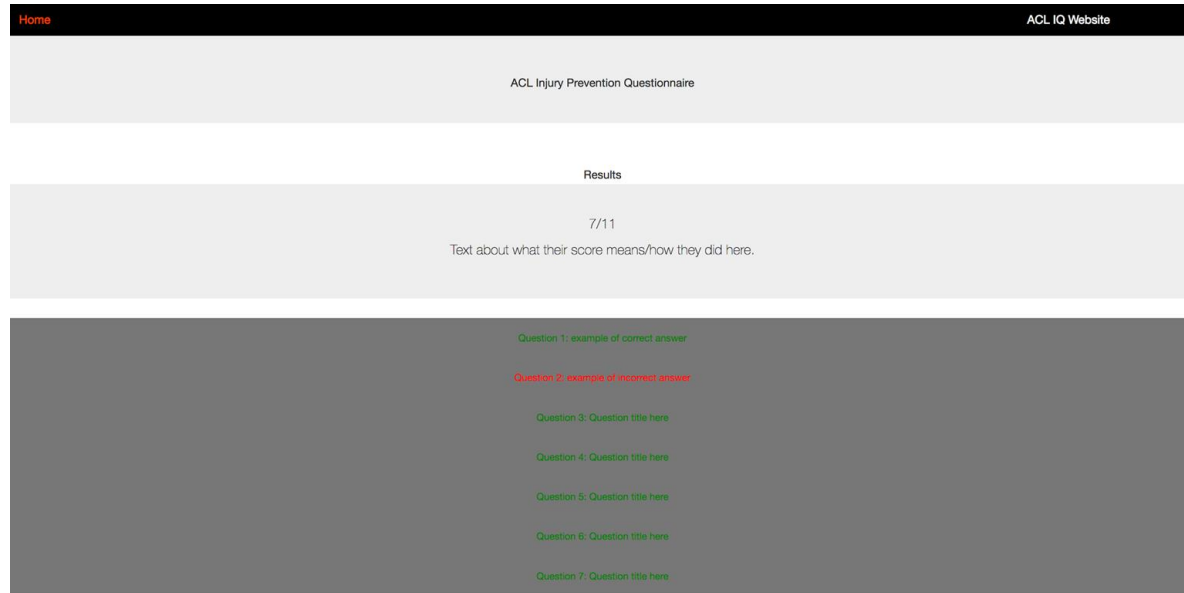 Home ACL IQ Website
ACL Injury Prevention Questionnaire
Results
7/11
Text about what their score means/how they did here.
Question 1: example of correct answer
Question 2: example of incorrect answer
Question 3: Question title here
Question 4: Question title here
Question 5: Question title here
Question 6: Question title here
Question 7: Question title here